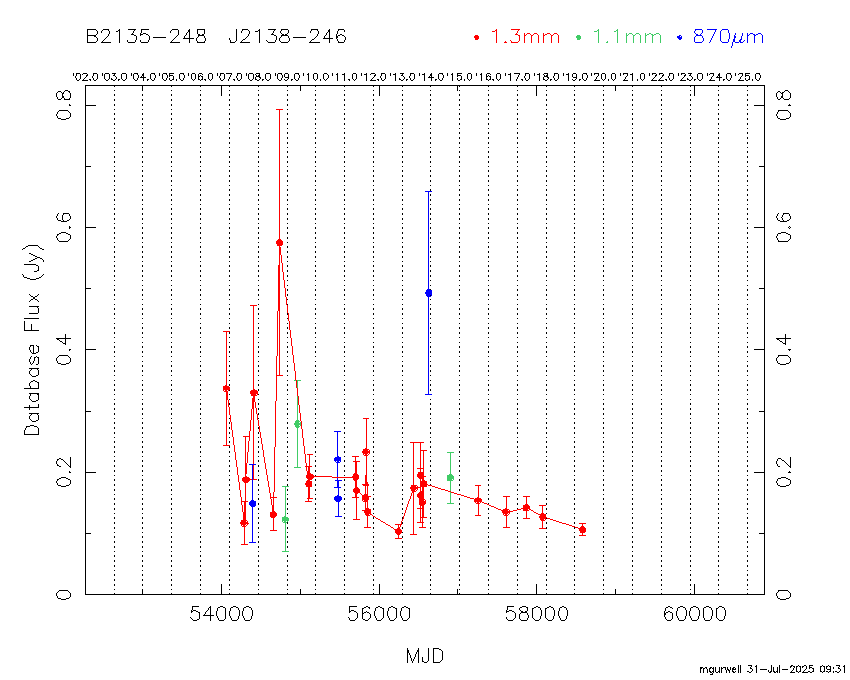 B2135-248 J2138-246 1.3mm 1.1mm 870μm
'02.0 '03.0 '04.0 '05.0 '06.0 '07.0 '08.0 '09.0 '10.0 '11.0 '12.0 '13.0 '14.0 '15.0 '16.0 '17.0 '18.0 '19.0 '20.0 '21.0 '22.0 '23.0 '24.0 '25.0
0.8 0.8
0.6 0.6
Database Flux (Jy)
0.4 0.4
0.2 0.2
0 0
54000 56000 58000 60000
MJD
mgurwell 31-Jul-2025 09:31